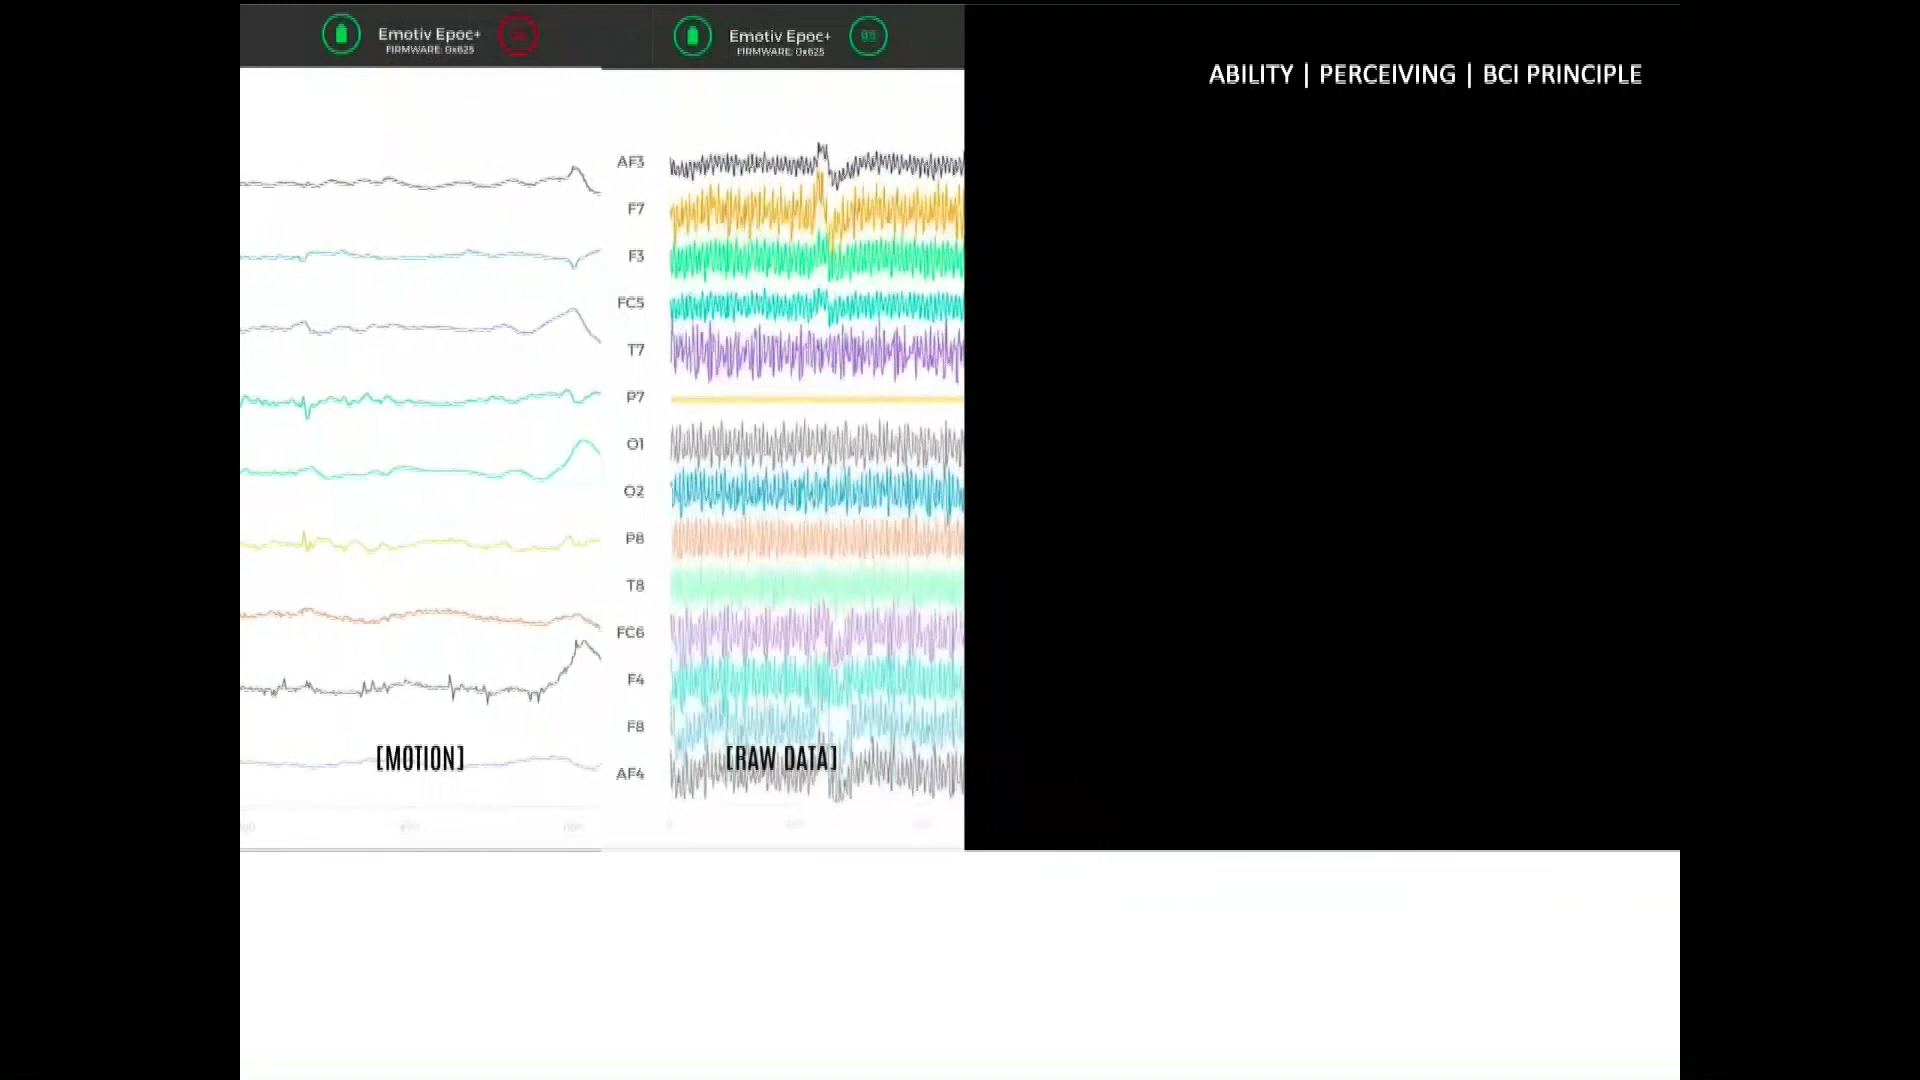 Emotiv Epoc+
FIRMWARE: 0x625
Emotiv Epoc+
FIRMWARE: 0x625
ABILITY | PERCEIVING | BCI PRINCIPLE
AF3
F7
F3
FC5
T7
P7
O1
O2
P8
T8
FC6
F4
F8
AF4
[MOTION]
[RAW DATA]